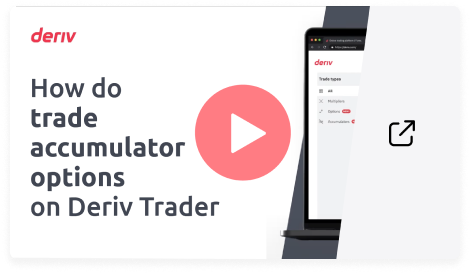 deriv
How do
trade
accumulator
options
on Deriv Trader
deriv
Trade types
All
Multipliers
Options
Accumulators